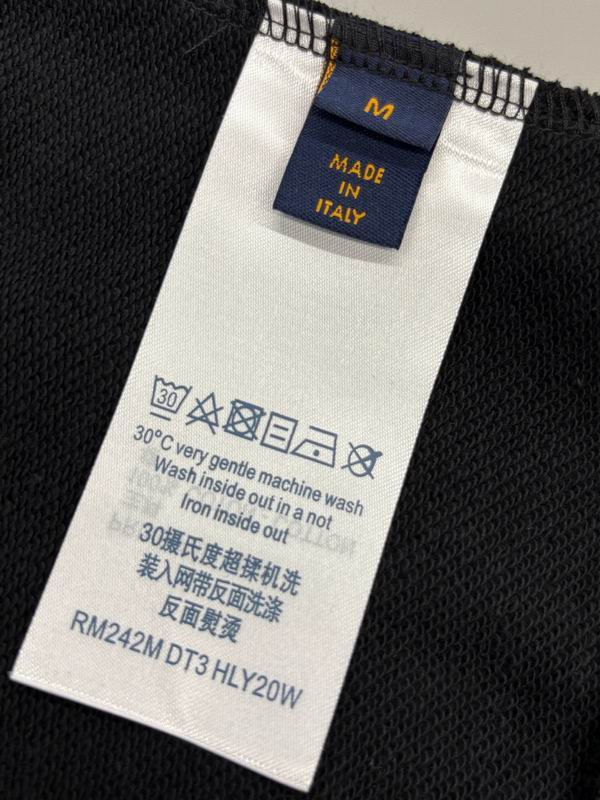 M
MADE
IN
ITALY
30
30°C very gentle machine wash
Wash inside out in a not
Iron inside out
30摄氏度超揉机洗
装入网带反面洗涤
反面熨烫
RM242M DT3 HLY20W